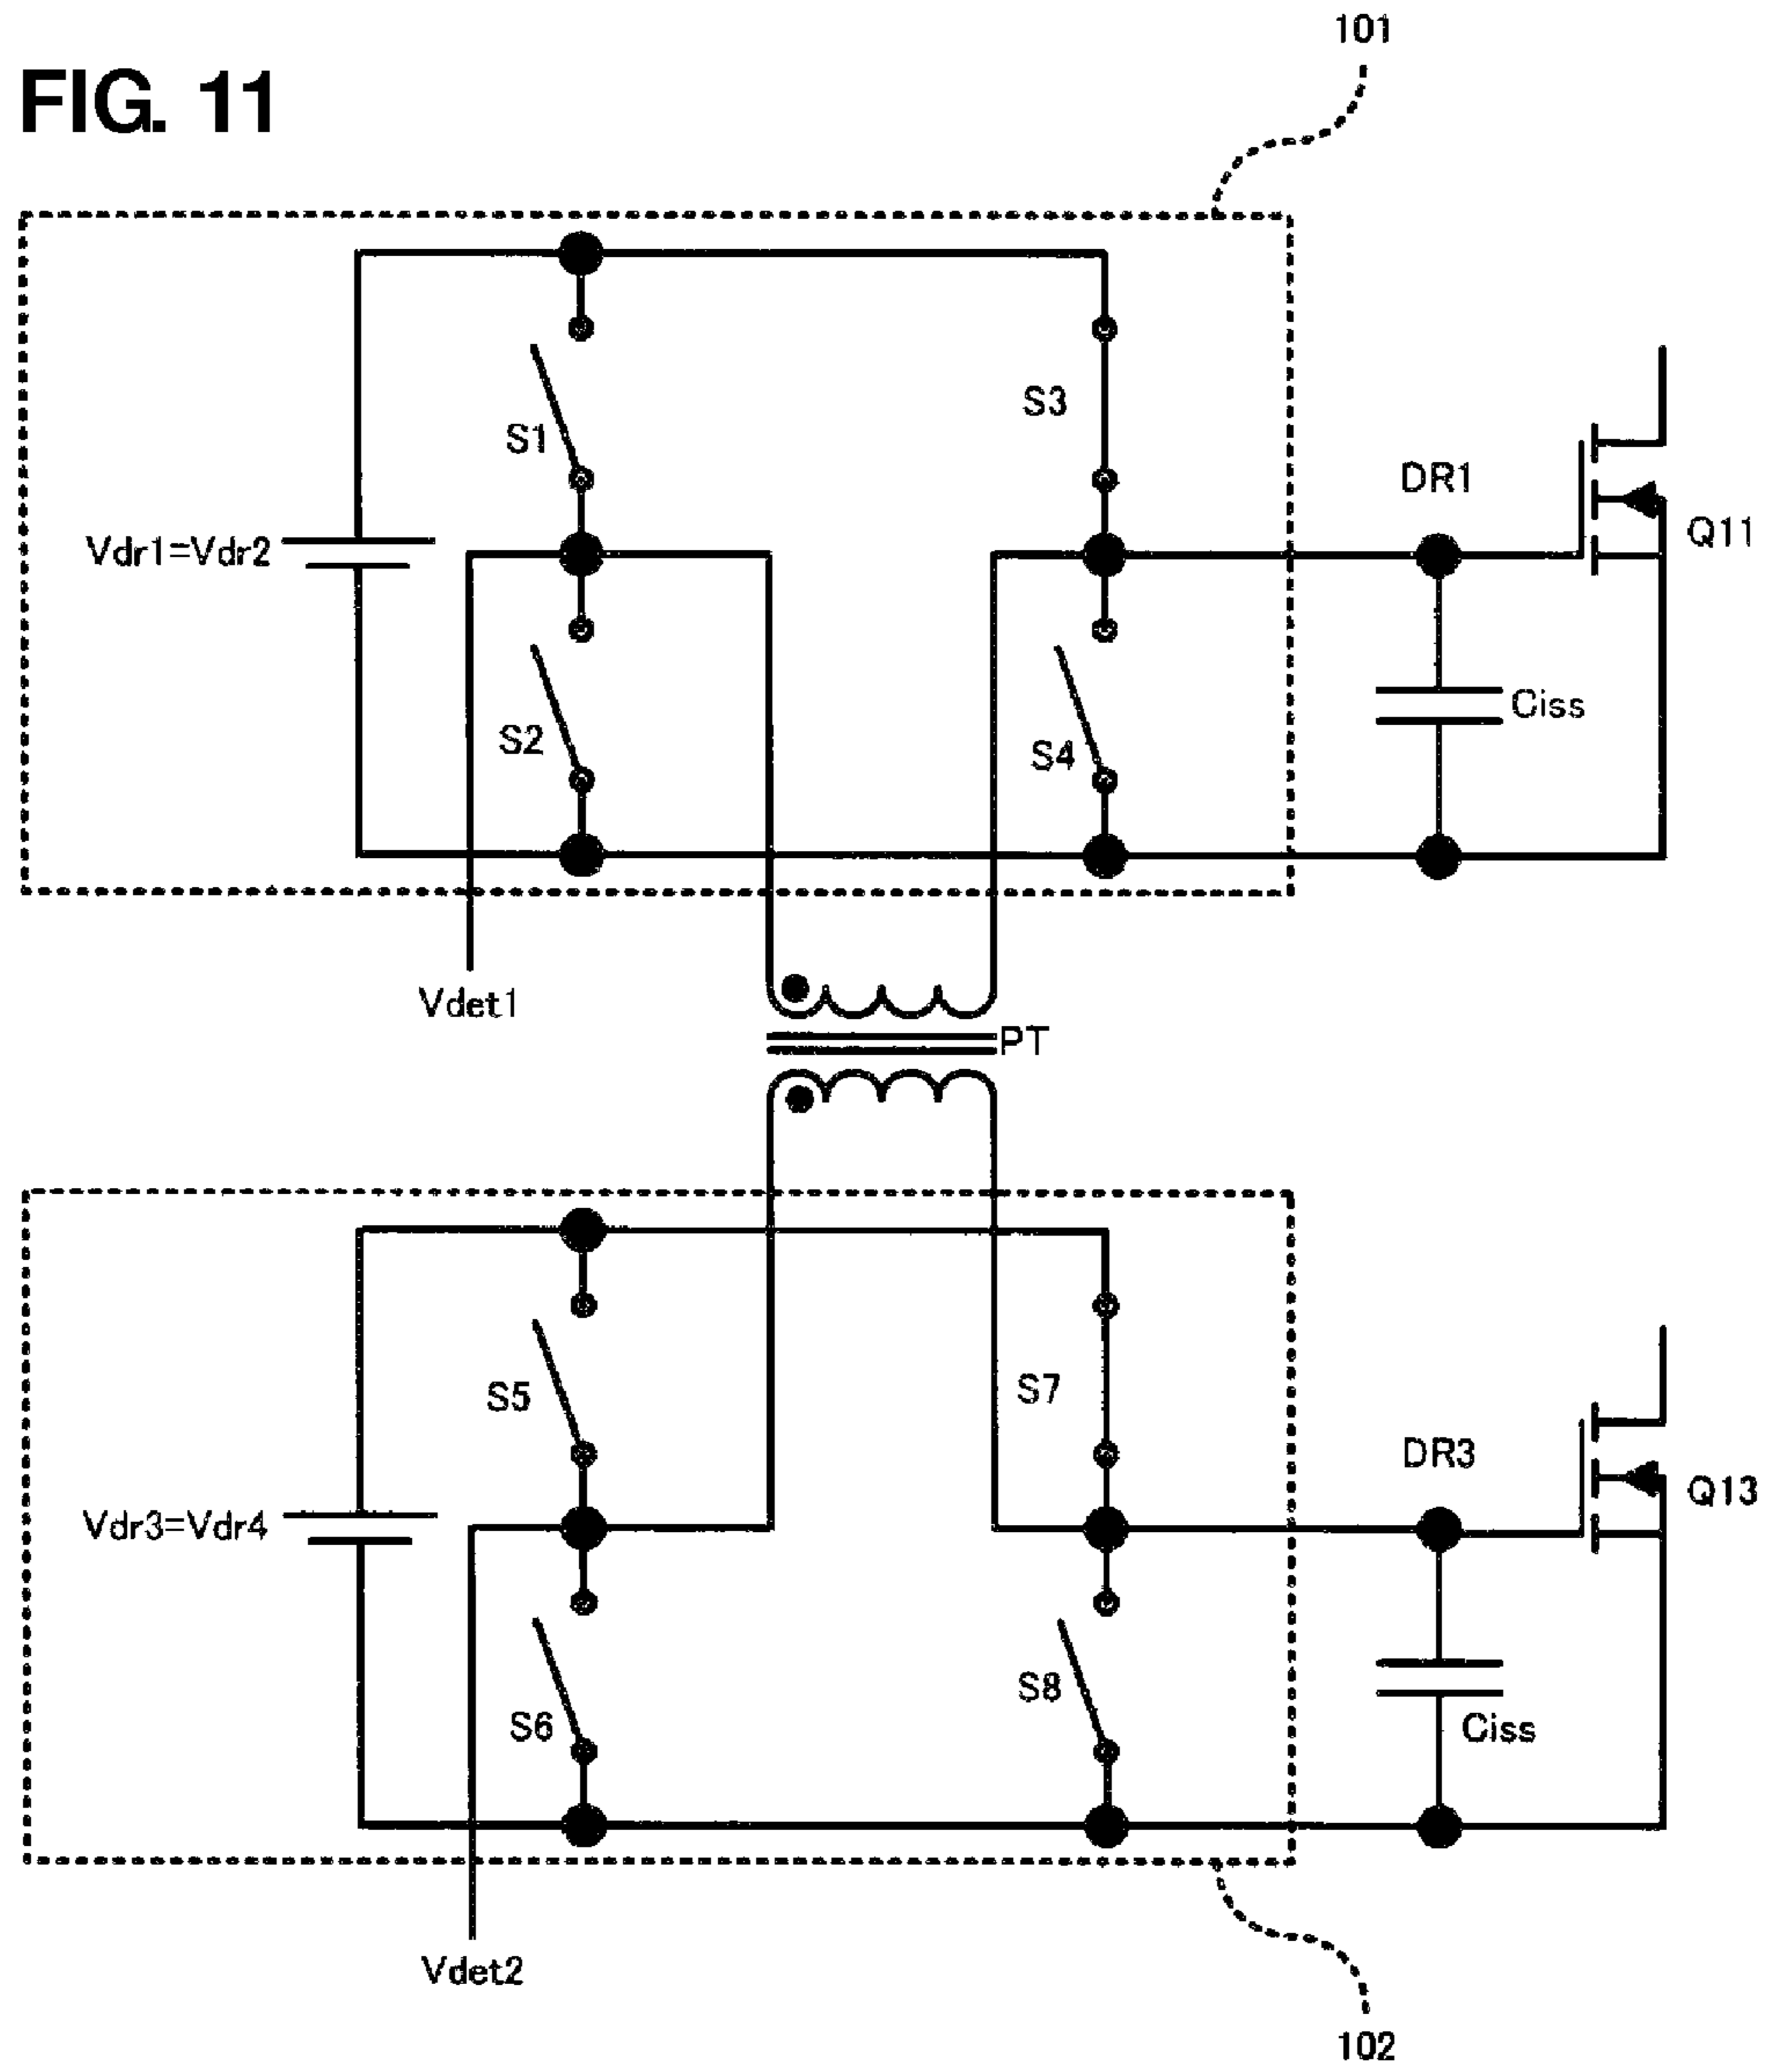 101
FIG. 11
S1
S3
DR1
Q11
Vdr1=Vdr2
S2
S4
Ciss
Vdet1
PT
S5
S7
DR3
Q13
Vdr3=Vdr4
S6
S8
Ciss
Vdet2
102